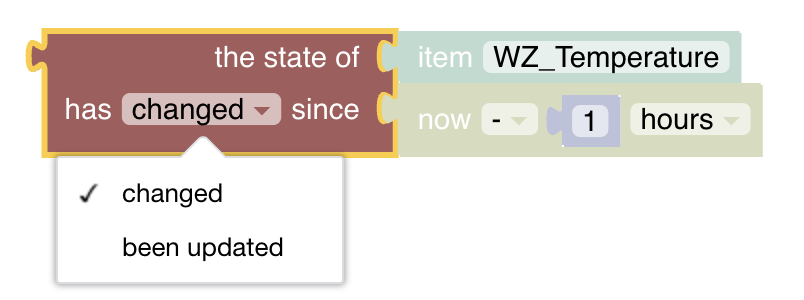 the state of item WZ_Temperature
has changed since now - 1 hours
✓ changed
been updated